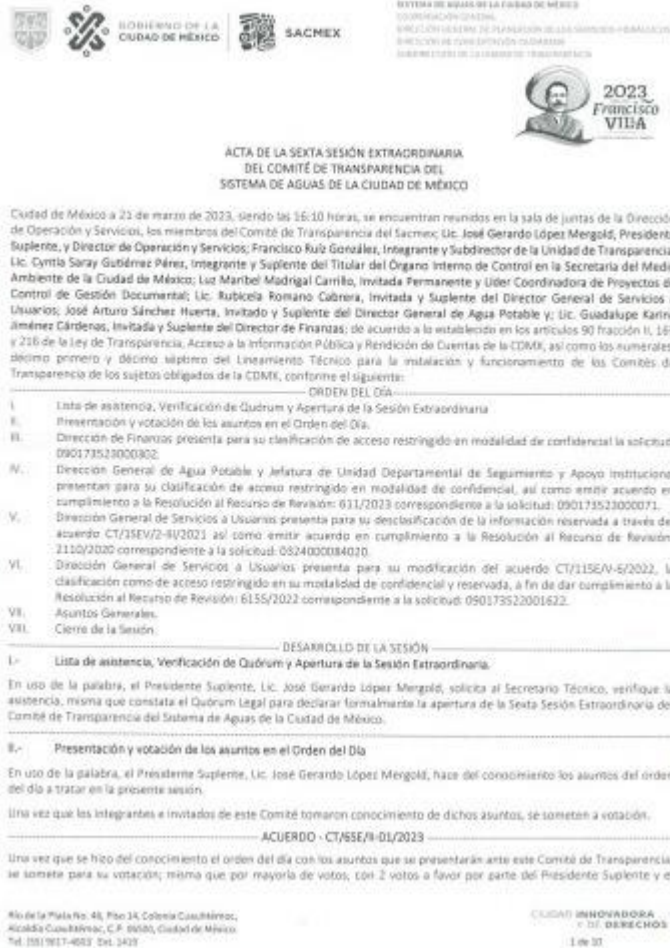 GOBIERNO DE LA
CIUDAD DE MÉXICO
SACMEX
SISTEMA DE AGUAS DE LA CIUDAD DE MÉXICO
COORDINACIÓN GENERAL
2023
Francisco
VILLA
ACTA DE LA SEXTA SESIÓN EXTRAORDINARIA
DEL COMITÉ DE TRANSPARENCIA DEL
SISTEMA DE AGUAS DE LA CIUDAD DE MÉXICO
Ciudad de México a 21 de marzo de 2023, siendo las 16:10 horas, se encuentran reunidos en la sala de juntas de la Direcció
de Operación y Servicios, los miembros del Comité de Transparencia del Sacmex; Lic. José Gerardo López Mergold, President
Suplente, y Director de Operación y Servicios; Francisco Ruíz González, Integrante y Subdirector de la Unidad de Transparencia
Lic. Cyntia Saray Gutiérrez Pérez, Integrante y Suplente del Titular del Órgano Interno de Control en la Secretaría del Medi
Ambiente de la Ciudad de México; Luz Maribel Madrigal Carrillo, Invitada Permanente y Líder Coordinadora de Proyectos d
Control de Gestión Documental; Lic. Rubicela Romano Cabrera, Invitada y Suplente del Director General de Servicios
Usuarios; José Arturo Sánchez Huerta, Invitado y Suplente del Director General de Agua Potable y; Lic. Guadalupe Karin
Jiménez Cárdenas, Invitada y Suplente del Director de Finanzas; de acuerdo a lo establecido en los artículos 90 fracción II, 16
y 216 de la Ley de Transparencia, Acceso a la Información Pública y Rendición de Cuentas de la CDMX, así como los numerales
décimo primero y décimo séptimo del Lineamiento Técnico para la instalación y funcionamiento de los Comités d
Transparencia de los sujetos obligados de la CDMX, conforme el siguiente:
ORDEN DEL DÍA
I. Lista de asistencia, Verificación de Quórum y Apertura de la Sesión Extraordinaria
II. Presentación y votación de los asuntos en el Orden del Día.
III. Dirección de Finanzas presenta para su clasificación de acceso restringido en modalidad de confidencial la solicitud
090173523000302.
IV. Dirección General de Agua Potable y Jefatura de Unidad Departamental de Seguimiento y Apoyo Instituciona
presentan para su clasificación de acceso restringido en modalidad de confidencial, así como emitir acuerdo e
cumplimiento a la Resolución al Recurso de Revisión: 611/2023 correspondiente a la solicitud: 090173523000071.
V. Dirección General de Servicios a Usuarios presenta para su desclasificación de la información reservada a través de
acuerdo CT/1SEV/2-III/2021 así como emitir acuerdo en cumplimiento a la Resolución al Recurso de Revisión
2110/2020 correspondiente a la solicitud: 0324000084020.
VI. Dirección General de Servicios a Usuarios presenta para su modificación del acuerdo CT/11SE/V-6/2022, l
clasificación como de acceso restringido en su modalidad de confidencial y reservada, a fin de dar cumplimiento a l
Resolución al Recurso de Revisión: 6155/2022 correspondiente a la solicitud: 090173522001622.
VII. Asuntos Generales.
VIII. Cierre de la Sesión.
DESARROLLO DE LA SESIÓN
I.- Lista de asistencia, Verificación de Quórum y Apertura de la Sesión Extraordinaria.
En uso de la palabra, el Presidente Suplente, Lic. José Gerardo López Mergold, solicita al Secretario Técnico, verifique l
asistencia, misma que constata el Quórum Legal para declarar formalmente la apertura de la Sexta Sesión Extraordinaria de
Comité de Transparencia del Sistema de Aguas de la Ciudad de México.
II.- Presentación y votación de los asuntos en el Orden del Día
En uso de la palabra, el Presidente Suplente, Lic. José Gerardo López Mergold, hace del conocimiento los asuntos del orden
del día a tratar en la presente sesión.
Una vez que los integrantes e invitados de este Comité tomaron conocimiento de dichos asuntos, se someten a votación.
ACUERDO - CT/6SE/II-01/2023
Una vez que se hizo del conocimiento el orden del día con los asuntos que se presentarán ante este Comité de Transparencia
se somete para su votación; misma que por mayoría de votos, con 2 votos a favor por parte del Presidente Suplente y e
Río de la Plata No. 48, Piso 14, Colonia Cuauhtémoc,
Alcaldía Cuauhtémoc, C.P. 06500, Ciudad de México.
Tel. (55) 5617-4603 Ext. 1419
CIUDAD INNOVADORA
Y DE DERECHOS
1 de 10